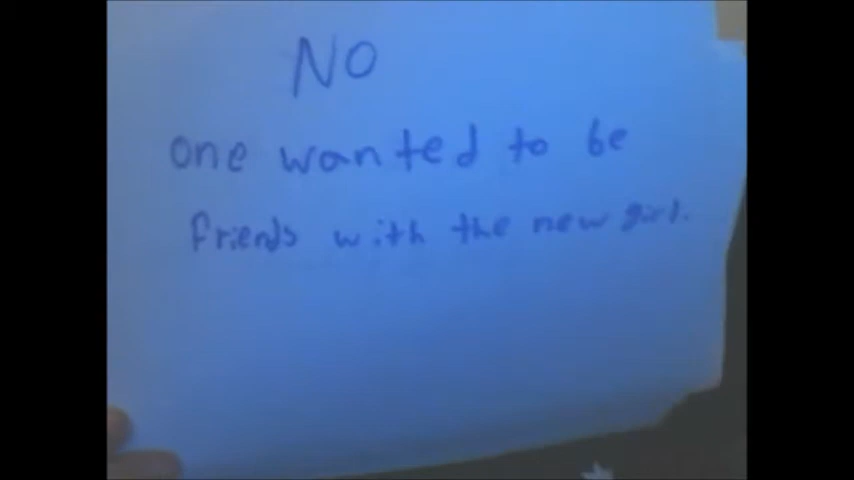 NO
one wanted to be
friends with the new girl.